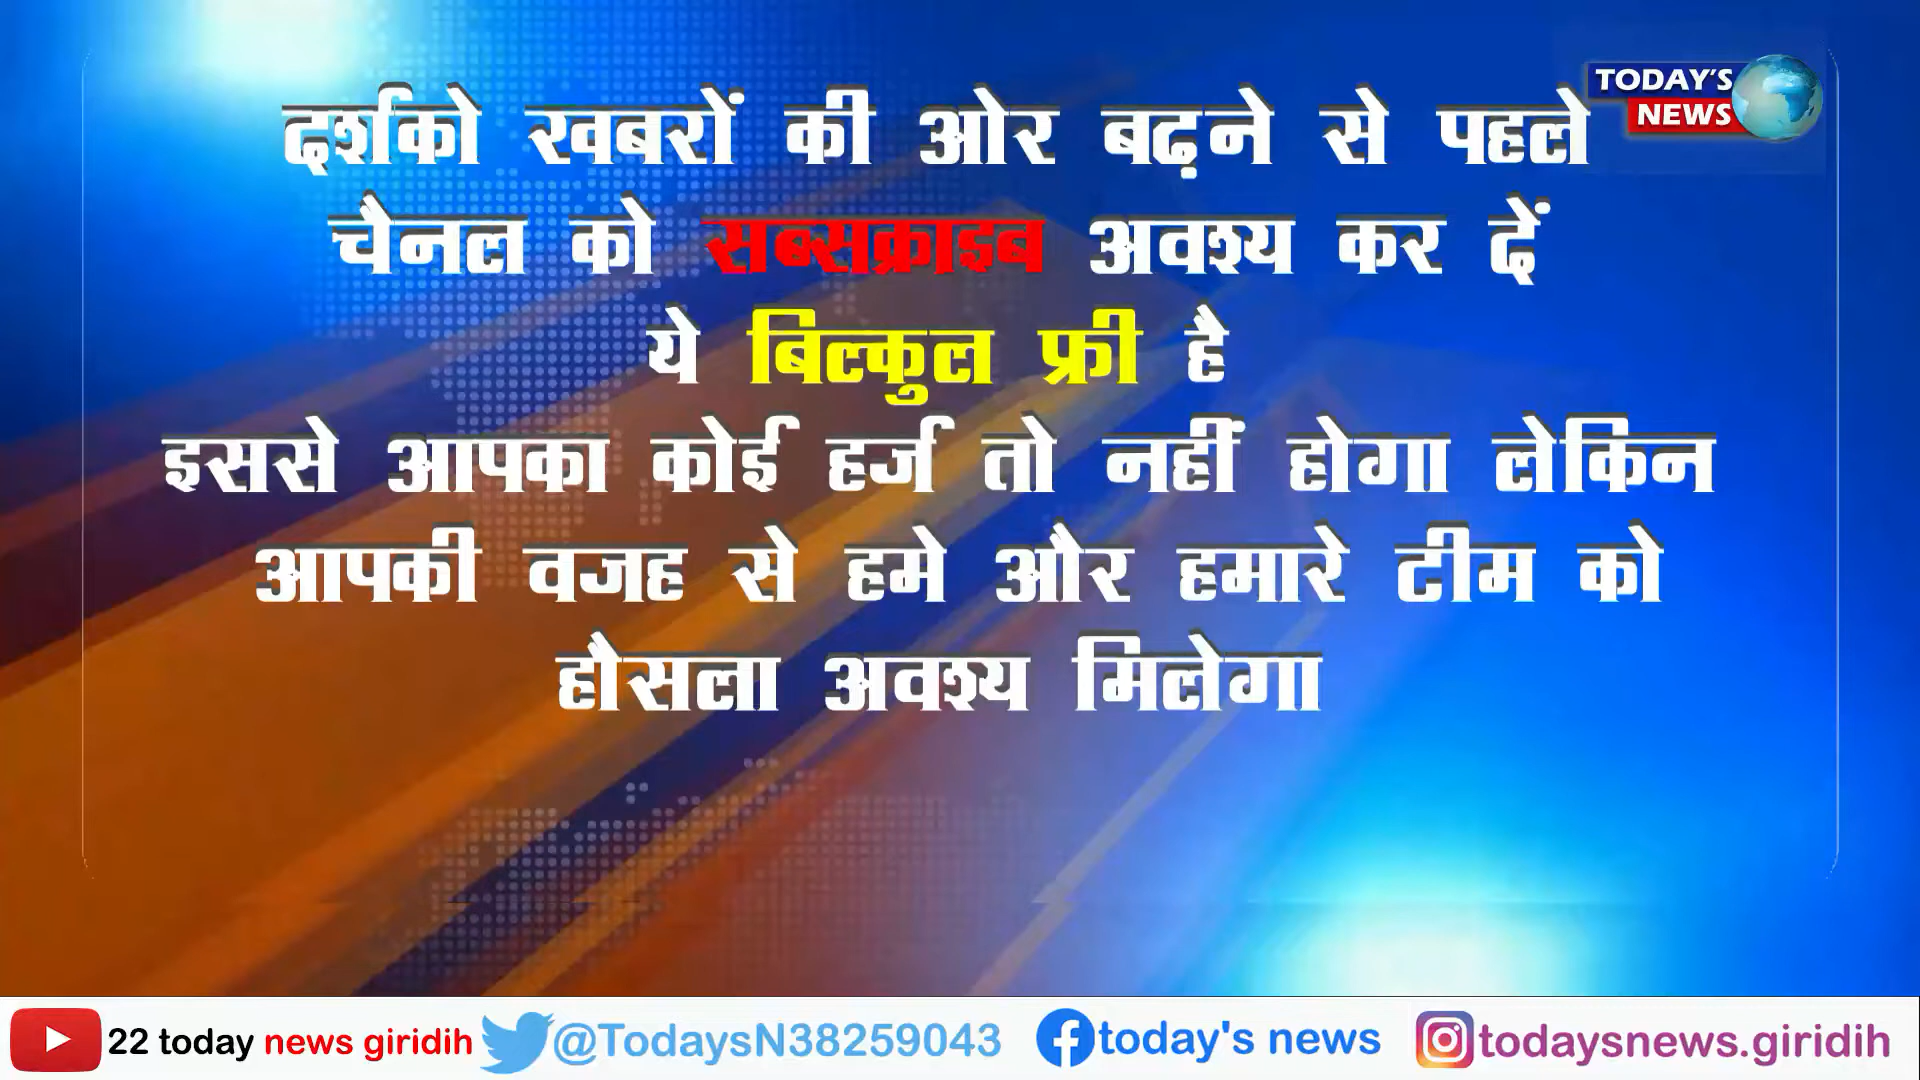 TODAY'S
NEWS
दर्शको खबरों की ओर बढ़ने से पहले
चैनल को सब्सक्राइब अवश्य कर दें
ये बिल्कुल फ्री है
इससे आपका कोई हर्ज तो नहीं होगा लेकिन
आपकी वजह से हमे और हमारे टीम को
हौसला अवश्य मिलेगा
22 today news giridih @TodaysN38259043 today's news todaysnews.giridih